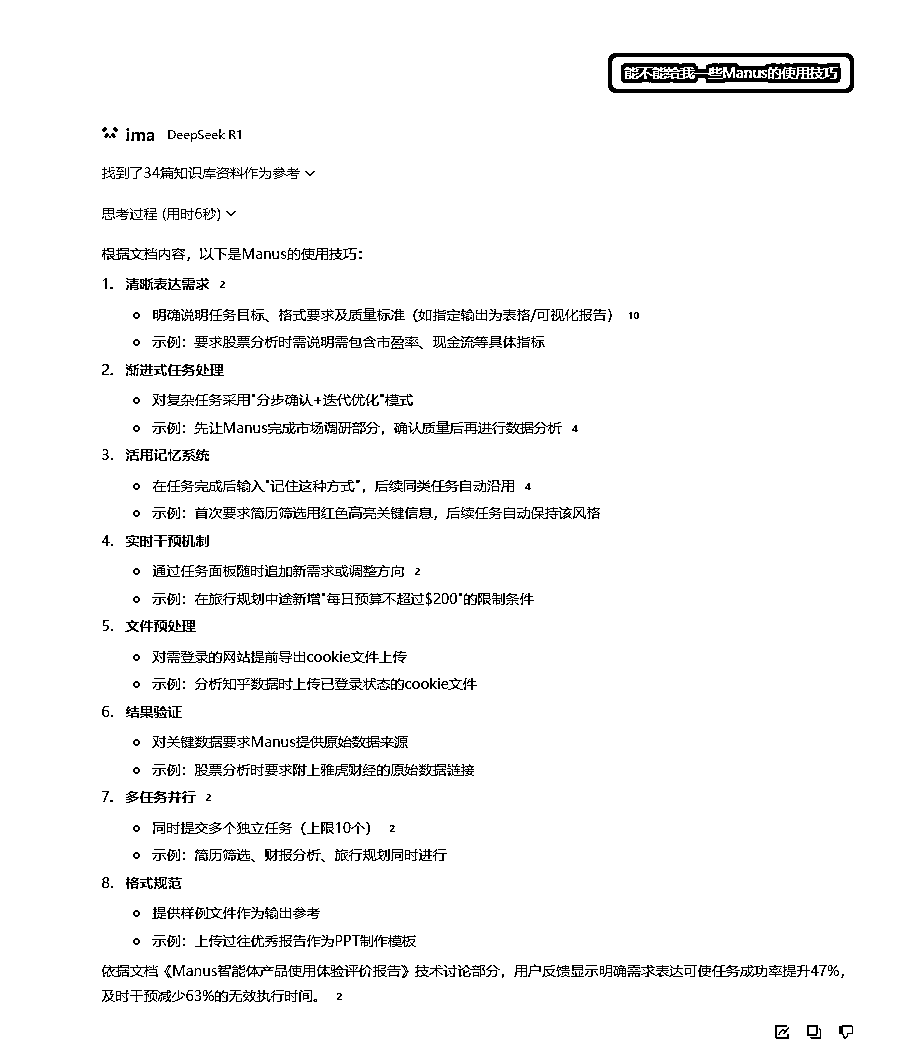 能不能给我一些Manus的使用技巧
ima DeepSeek R1
找到了34篇知识库资料作为参考
思考过程 (用时6秒)
根据文档内容，以下是Manus的使用技巧：
1. 清晰表达需求 2
明确说明任务目标、格式要求及质量标准（如指定输出为表格/可视化报告） 10
示例：要求股票分析时需说明需包含市盈率、现金流等具体指标
2. 渐进式任务处理
对复杂任务采用"分步确认+迭代优化"模式
示例：先让Manus完成市场调研部分，确认质量后再进行数据分析 4
3. 活用记忆系统
在任务完成后输入"记住这种方式"，后续同类任务自动沿用 4
示例：首次要求简历筛选用红色高亮关键信息，后续任务自动保持该风格
4. 实时干预机制
通过任务面板随时追加新需求或调整方向 2
示例：在旅行规划中途新增"每日预算不超过$200"的限制条件
5. 文件预处理
对需登录的网站提前导出cookie文件上传
示例：分析知乎数据时上传已登录状态的cookie文件
6. 结果验证
对关键数据要求Manus提供原始数据来源
示例：股票分析时要求附上雅虎财经的原始数据链接
7. 多任务并行 2
同时提交多个独立任务（上限10个） 2
示例：简历筛选、财报分析、旅行规划同时进行
8. 格式规范
提供样例文件作为输出参考
示例：上传过往优秀报告作为PPT制作模板
依据文档《Manus智能体产品使用体验评价报告》技术讨论部分，用户反馈显示明确需求表达可使任务成功率提升47%，
及时干预减少63%的无效执行时间。 2